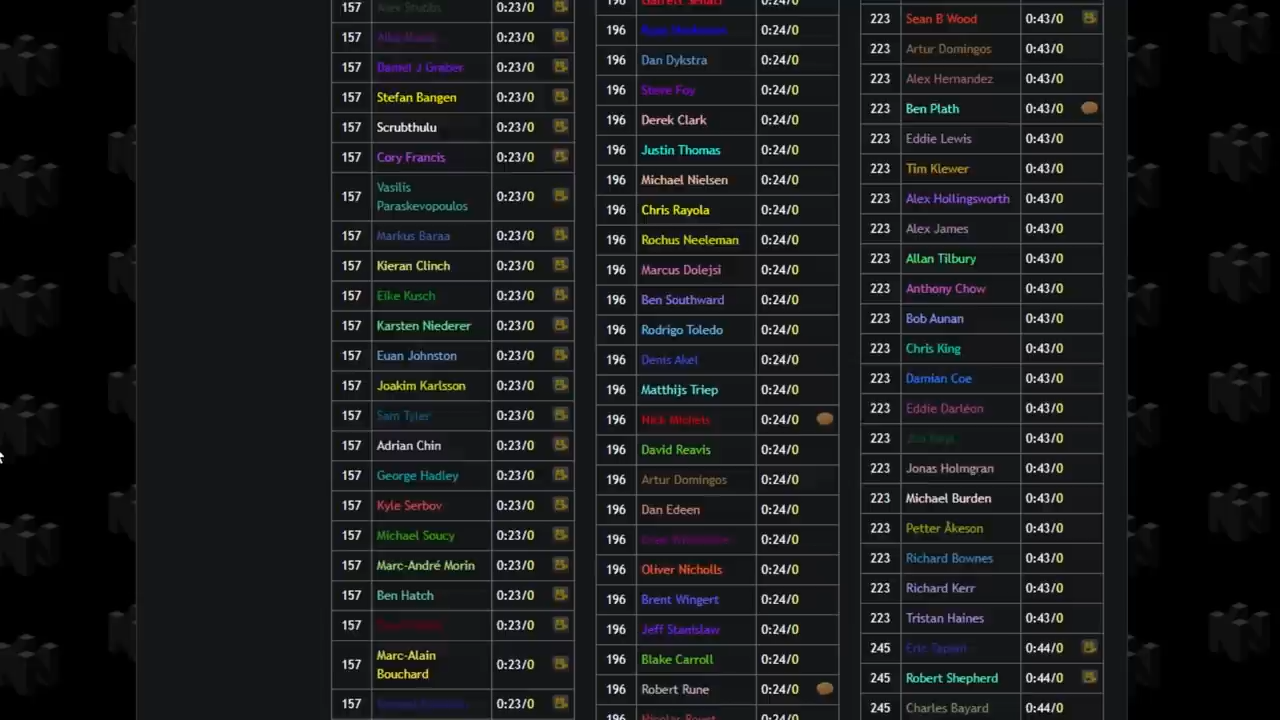 157 Alex Stubbs 0:23/0
157 0:23/0
157 Daniel J Graber 0:23/0
157 Stefan Bangen 0:23/0
157 Scrubthulu 0:23/0
157 Cory Francis 0:23/0
157 Vasilis 0:23/0
Paraskevopoulos
157 Markus Baraa 0:23/0
157 Kieran Clinch 0:23/0
157 Elke Kusch 0:23/0
157 Karsten Niederer 0:23/0
157 Euan Johnston 0:23/0
157 Joakim Karlsson 0:23/0
157 Sam Tyler 0:23/0
157 Adrian Chin 0:23/0
157 George Hadley 0:23/0
157 Kyle Serbov 0:23/0
157 Michael Soucy 0:23/0
157 Marc-André Morin 0:23/0
157 Ben Hatch 0:23/0
157 0:23/0
157 Marc-Alain 0:23/0
Bouchard
157 0:23/0
196 0:24/0
196 0:24/0
196 Dan Dykstra 0:24/0
196 Steve Foy 0:24/0
196 Derek Clark 0:24/0
196 Justin Thomas 0:24/0
196 Michael Nielsen 0:24/0
196 Chris Rayola 0:24/0
196 Rochus Neeleman 0:24/0
196 Marcus Dolejsi 0:24/0
196 Ben Southward 0:24/0
196 Rodrigo Toledo 0:24/0
196 Denis Akel 0:24/0
196 Matthijs Triep 0:24/0
196 0:24/0
196 David Reavis 0:24/0
196 Artur Domingos 0:24/0
196 Dan Edeen 0:24/0
196 0:24/0
196 Oliver Nicholls 0:24/0
196 Brent Wingert 0:24/0
196 Jeff Stanislaw 0:24/0
196 Blake Carroll 0:24/0
196 Robert Rune 0:24/0
196 0:24/0
223 Sean B Wood 0:43/0
223 Artur Domingos 0:43/0
223 Alex Hernandez 0:43/0
223 Ben Plath 0:43/0
223 Eddie Lewis 0:43/0
223 Tim Klewer 0:43/0
223 Alex Hollingsworth 0:43/0
223 Alex James 0:43/0
223 Allan Tilbury 0:43/0
223 Anthony Chow 0:43/0
223 Bob Aunan 0:43/0
223 Chris King 0:43/0
223 Damian Coe 0:43/0
223 Eddie Darléon 0:43/0
223 0:43/0
223 Jonas Holmgran 0:43/0
223 Michael Burden 0:43/0
223 Petter Åkeson 0:43/0
223 Richard Bownes 0:43/0
223 Richard Kerr 0:43/0
223 Tristan Haines 0:43/0
245 0:44/0
245 Robert Shepherd 0:44/0
245 Charles Bayard 0:44/0